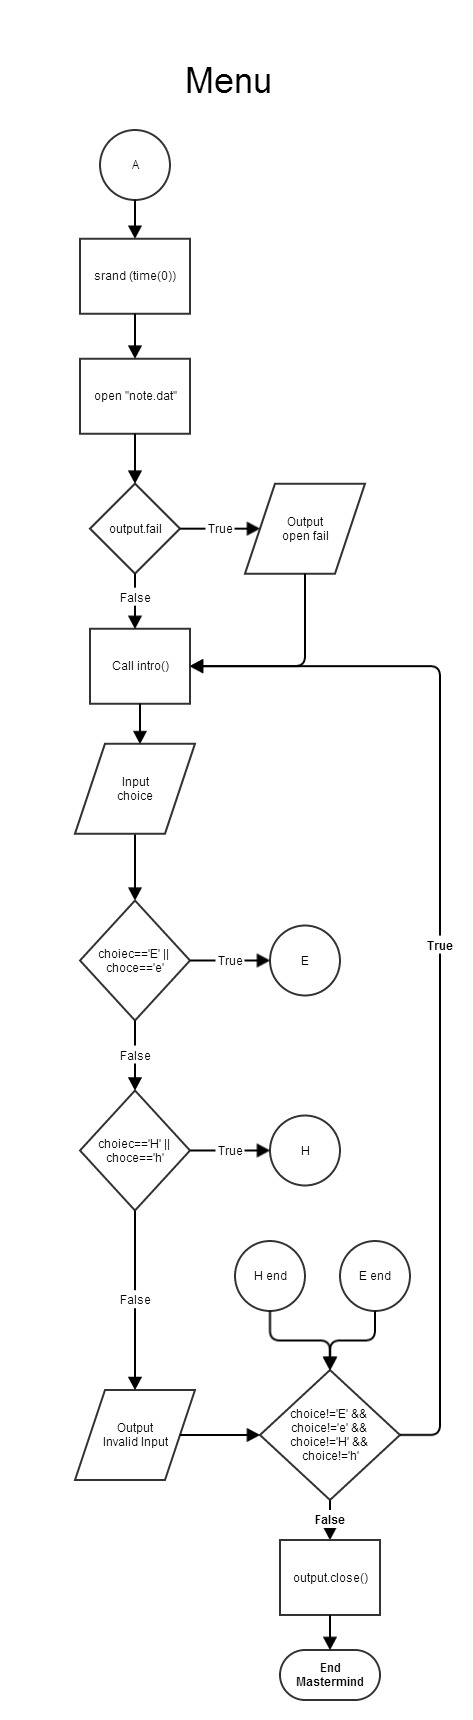 Menu
A
srand (time(0))
open "note.dat"
output.fail
True
Output
open fail
False
Call intro()
Input
choice
True
choiec=='E' ||
choce=='e'
True
E
False
choiec=='H' ||
choce=='h'
True
H
H end
E end
False
choice!='E' &&
choice!='e' &&
choice!='H' &&
choice!='h'
Output
Invalid Input
False
output.close()
End
Mastermind